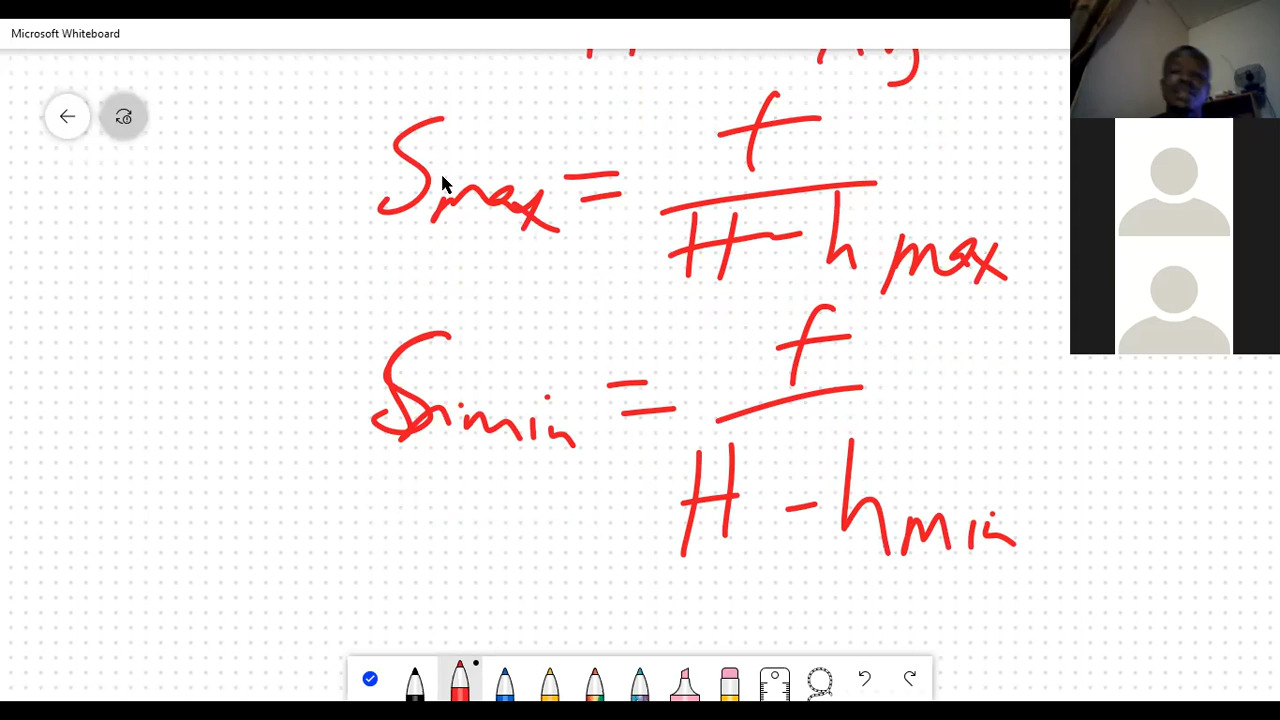 Microsoft Whiteboard
Smax = f / H - h max
Smin = f / H - hmin